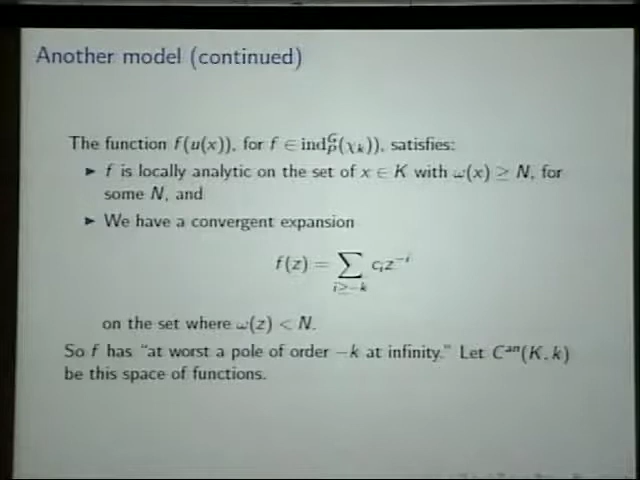 Another model (continued)
The function f(u(x)), for f ∈ ind_P^G(χ_k)), satisfies:
► f is locally analytic on the set of x ∈ K with ω(x) ≥ N, for
some N, and
► We have a convergent expansion
f(z) = ∑_{i≥-k} c_i z^{-i}
on the set where ω(z) < N.
So f has "at worst a pole of order −k at infinity." Let C^{an}(K, k)
be this space of functions.